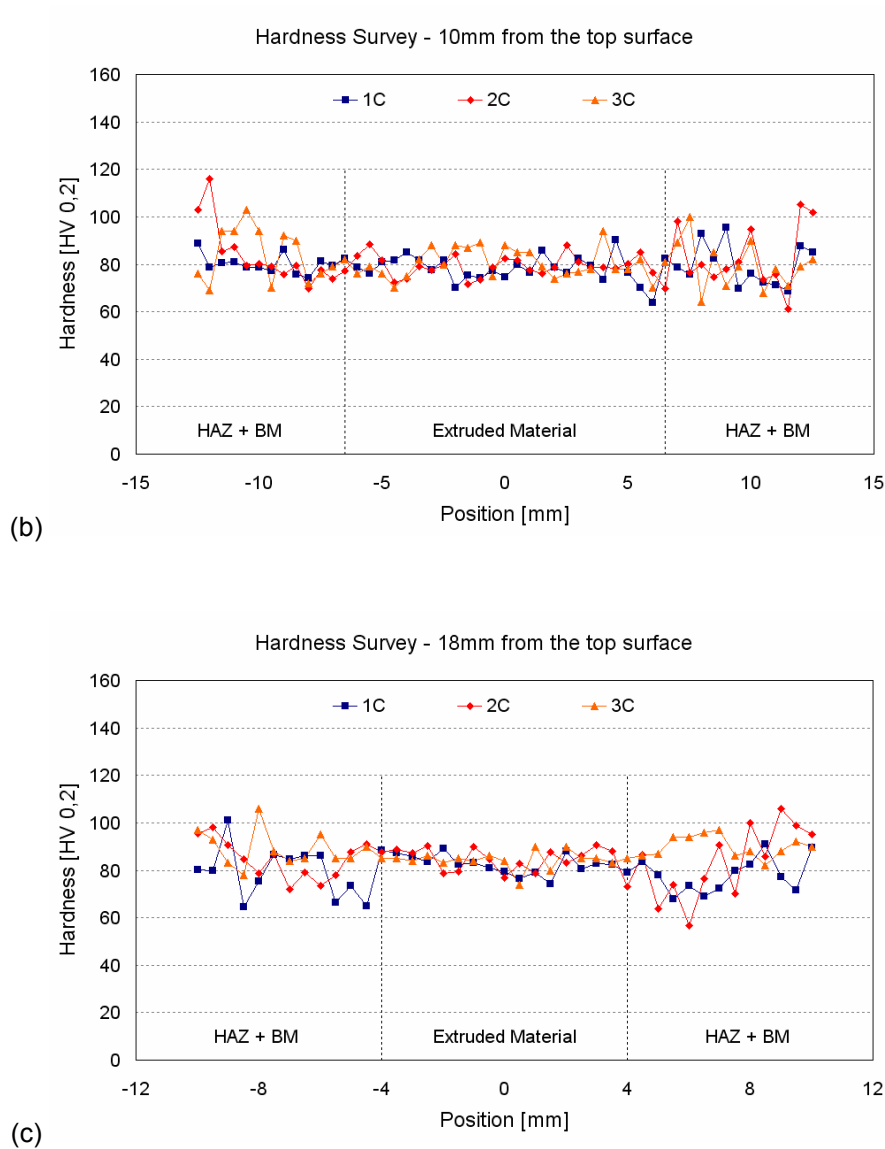 Hardness Survey - 10mm from the top surface
1C 2C 3C
160
140
120
100
80
60
40
20
0
Hardness [HV 0,2]
HAZ + BM Extruded Material HAZ + BM
-15 -10 -5 0 5 10 15
Position [mm]
(b)
Hardness Survey - 18mm from the top surface
1C 2C 3C
160
140
120
100
80
60
40
20
0
Hardness [HV 0,2]
HAZ + BM Extruded Material HAZ + BM
-12 -8 -4 0 4 8 12
Position [mm]
(c)